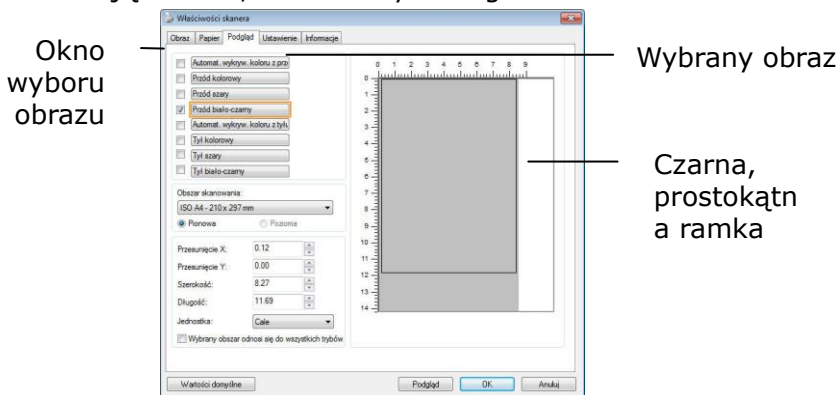 Właściwości skanera
Obraz Papier Podgląd Ustawienie Informacje
Okno
wyboru
obrazu
Automat. wykryw. koloru z prz
Przód kolorowy
Przód szary
Przód biało-czarny
Automat. wykryw. koloru z tyłu
Tył kolorowy
Tył szary
Tył biało-czarny
Obszar skanowania:
ISO A4 - 210 x 297 mm
Pionowa Pozioma
Przesunięcie X: 0.12
Przesunięcie Y: 0.00
Szerokość: 8.27
Długość: 11.69
Jednostka: Cale
Wybrany obszar odnosi się do wszystkich trybów
0 1 2 3 4 5 6 7 8 9
0
1
2
3
4
5
6
7
8
9
10
11
12
13
14
Wybrany obraz
Czarna,
prostokątn
a ramka
Wartości domyślne Podgląd OK Anuluj